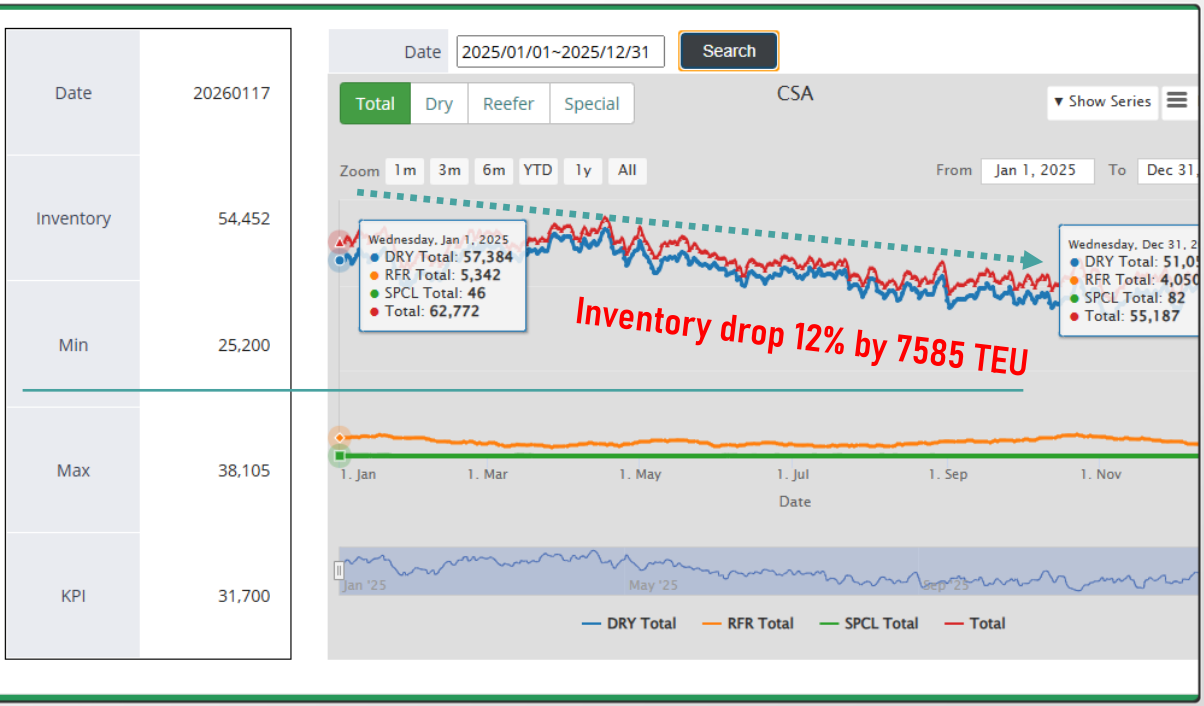 Date 20260117
Inventory 54,452
Min 25,200
Max 38,105
KPI 31,700
Date 2025/01/01~2025/12/31 Search
Total Dry Reefer Special
CSA
▼ Show Series
Zoom 1m 3m 6m YTD 1y All
From Jan 1, 2025 To Dec 31,
Wednesday, Jan 1, 2025
DRY Total: 57,384
RFR Total: 5,342
SPCL Total: 46
Total: 62,772
Wednesday, Dec 31, 2
DRY Total: 51,05
RFR Total: 4,050
SPCL Total: 82
Total: 55,187
Inventory drop 12% by 7585 TEU
1. Jan 1. Mar 1. May 1. Jul 1. Sep 1. Nov
Date
Jan '25 May '25 Sep '25
DRY Total RFR Total SPCL Total Total